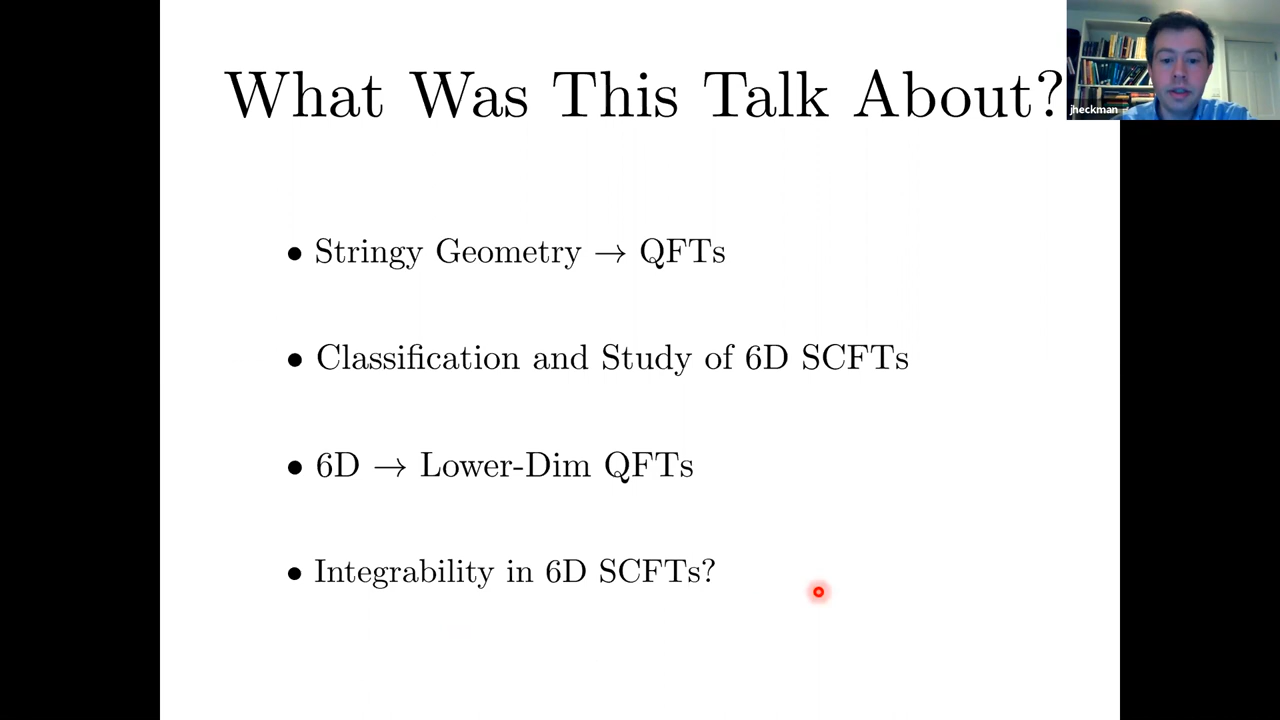 What Was This Talk About?
jheckman
• Stringy Geometry → QFTs
• Classification and Study of 6D SCFTs
• 6D → Lower-Dim QFTs
• Integrability in 6D SCFTs?